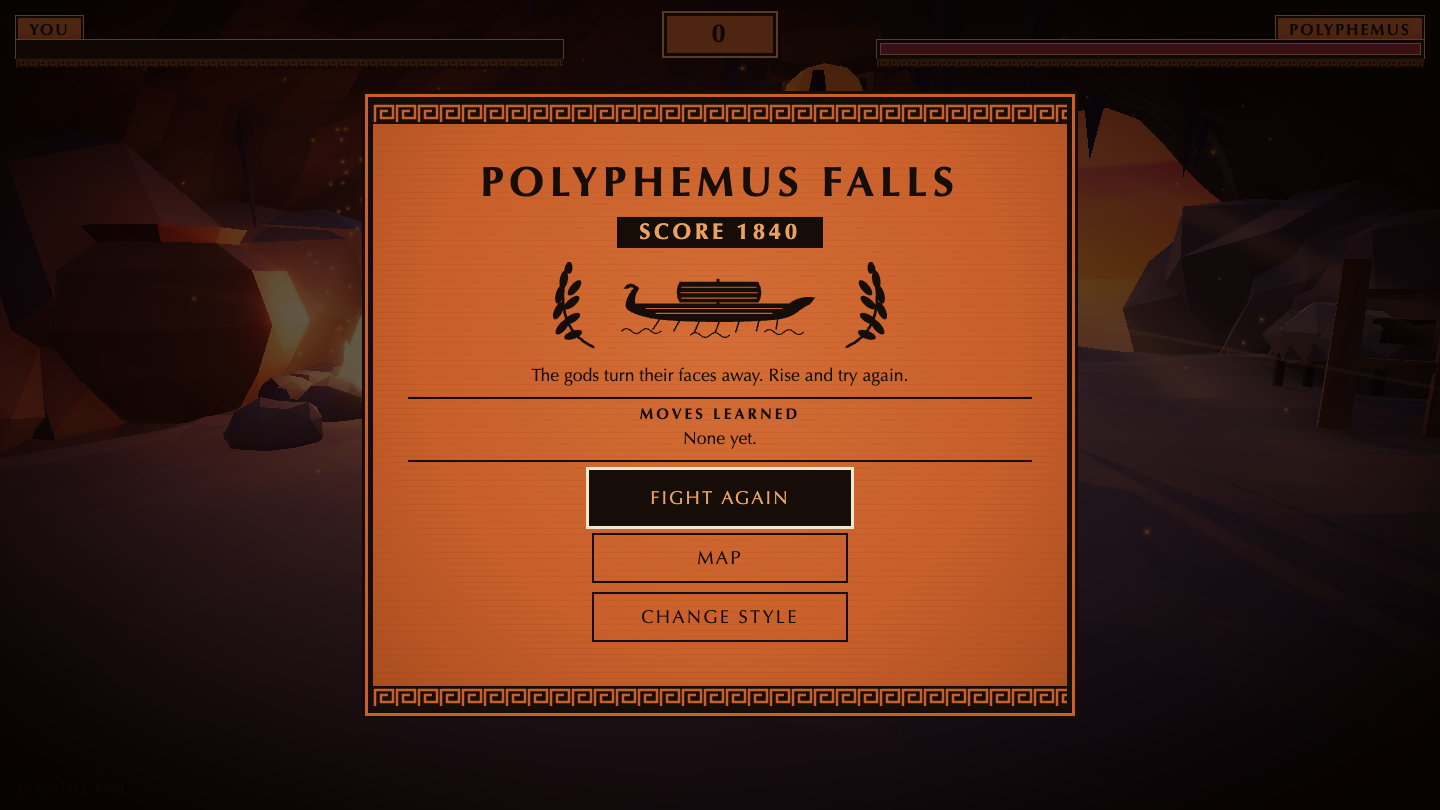 YOU
0
POLYPHEMUS
POLYPHEMUS FALLS
SCORE 1840
The gods turn their faces away. Rise and try again.
MOVES LEARNED
None yet.
FIGHT AGAIN
MAP
CHANGE STYLE